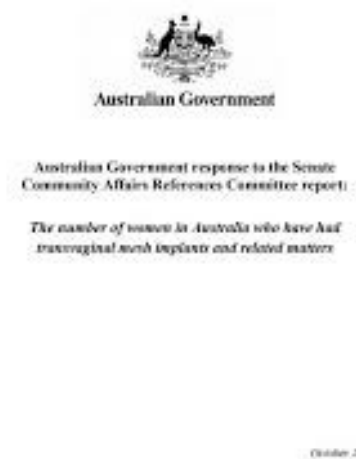 Australian Government
Australian Government response to the Senate
Community Affairs References Committee report:
The number of women in Australia who have had
transvaginal mesh implants and related matters
October 2